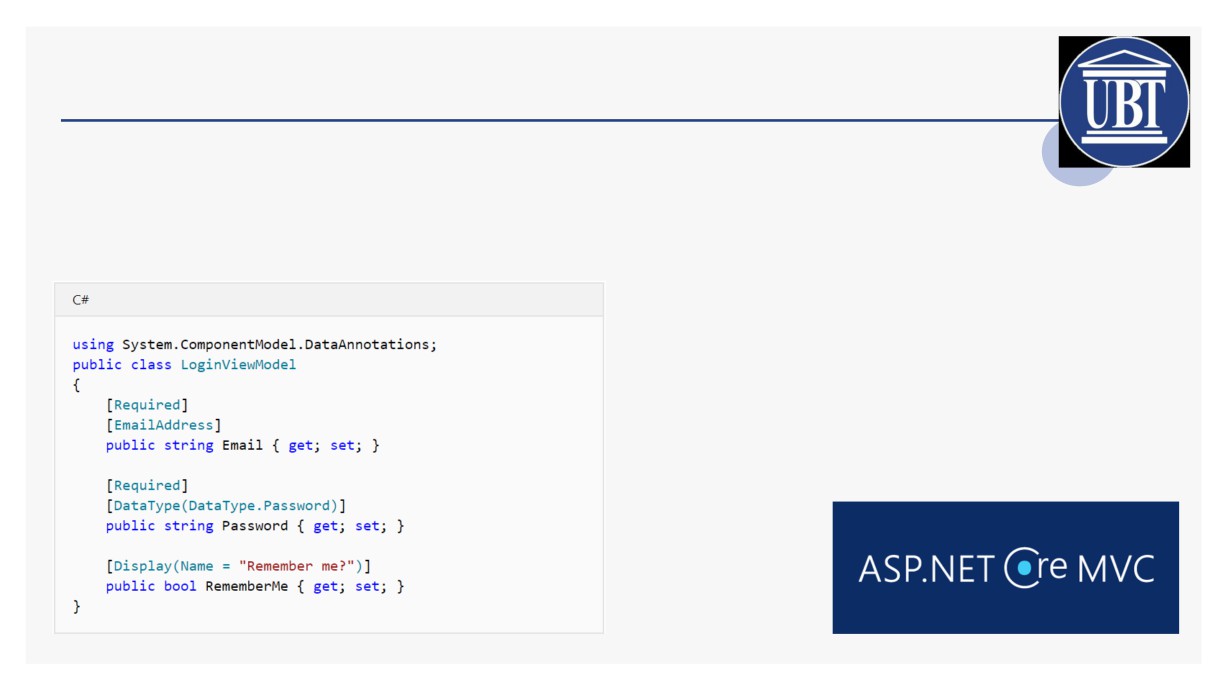 UBT
C#
using System.ComponentModel.DataAnnotations;
public class LoginViewModel
{
    [Required]
    [EmailAddress]
    public string Email { get; set; }

    [Required]
    [DataType(DataType.Password)]
    public string Password { get; set; }

    [Display(Name = "Remember me?")]
    public bool RememberMe { get; set; }
}
ASP.NET Core MVC